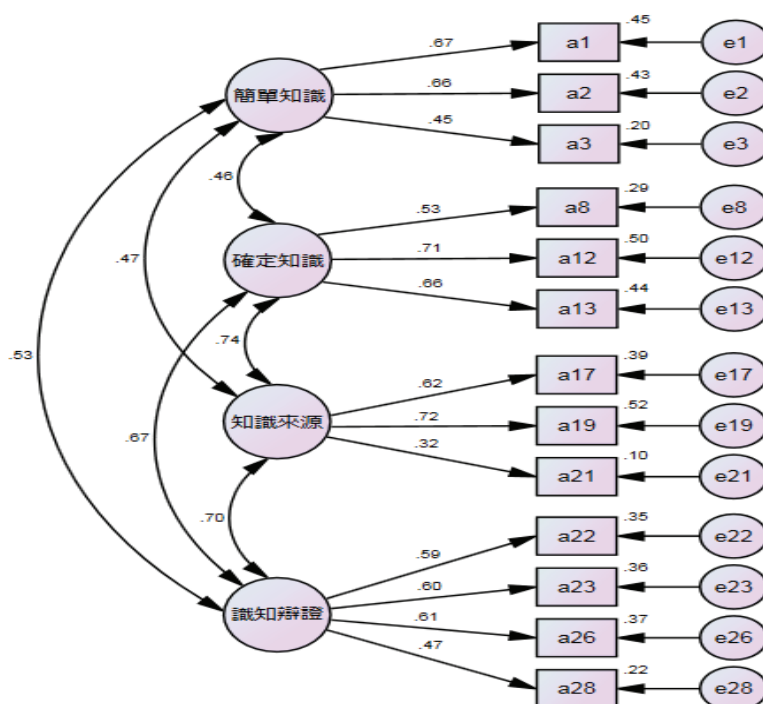 .45
.67
a1
e1
簡單知識
.66
.43
a2
e2
.45
.20
a3
e3
.46
.53
.29
a8
e8
確定知識
.71
.50
a12
e12
.66
.44
a13
e13
.47
.74
.53
.62
.39
a17
e17
知識來源
.72
.52
a19
e19
.32
.10
a21
e21
.67
.70
.59
.35
a22
e22
.60
.36
a23
e23
識知辯證
.61
.37
a26
e26
.47
.22
a28
e28